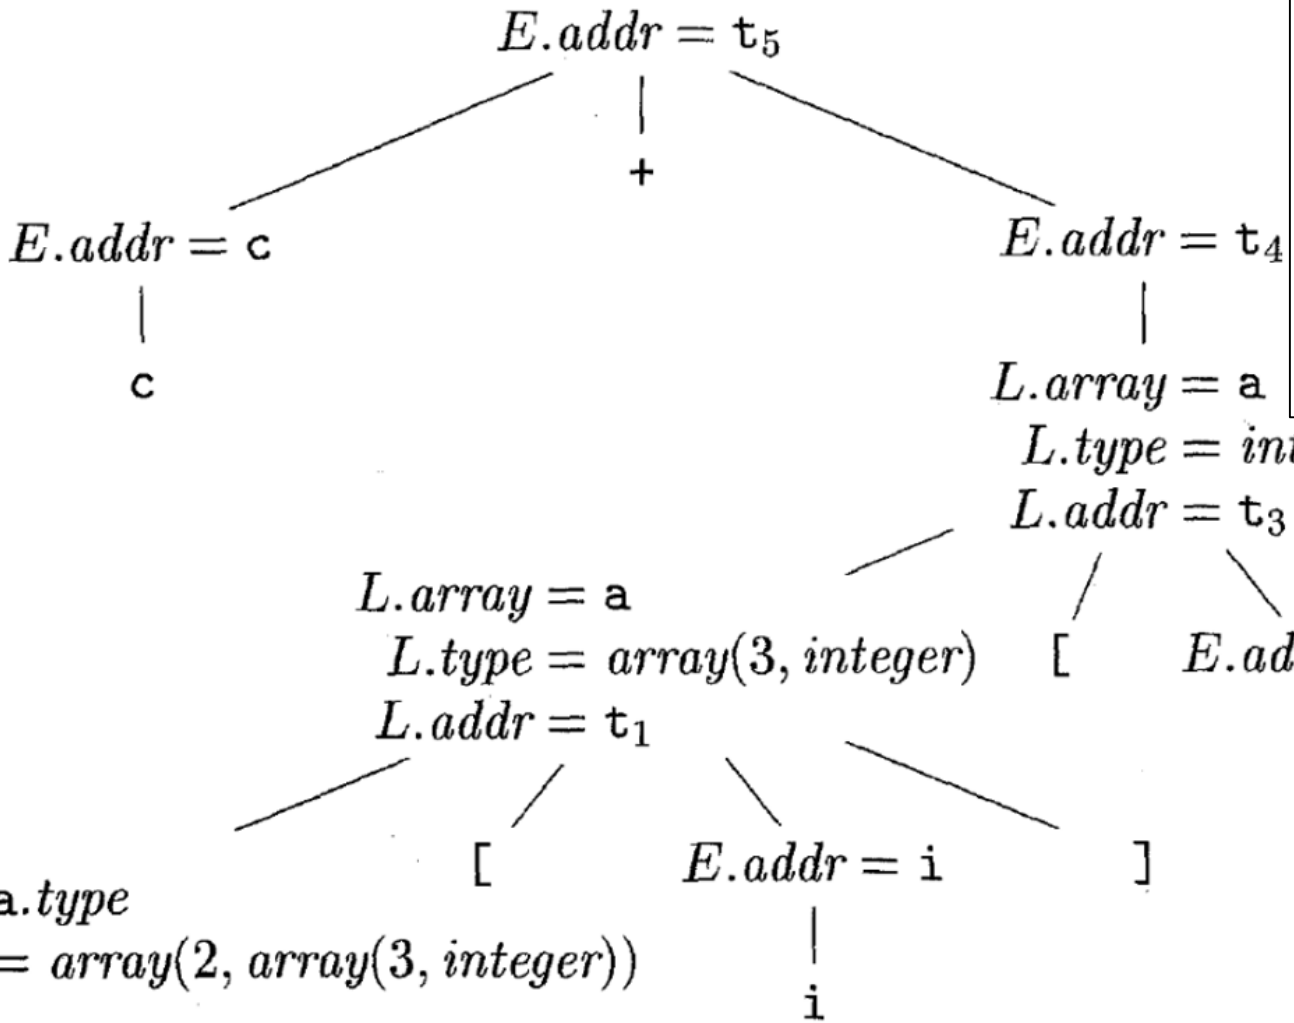 E.addr = t₅
+
E.addr = c
E.addr = t₄
c
L.array = a
L.type = in
L.addr = t₃
L.array = a
L.type = array(3, integer)
[
E.ad
L.addr = t₁
[
E.addr = i
]
a.type
= array(2, array(3, integer))
i